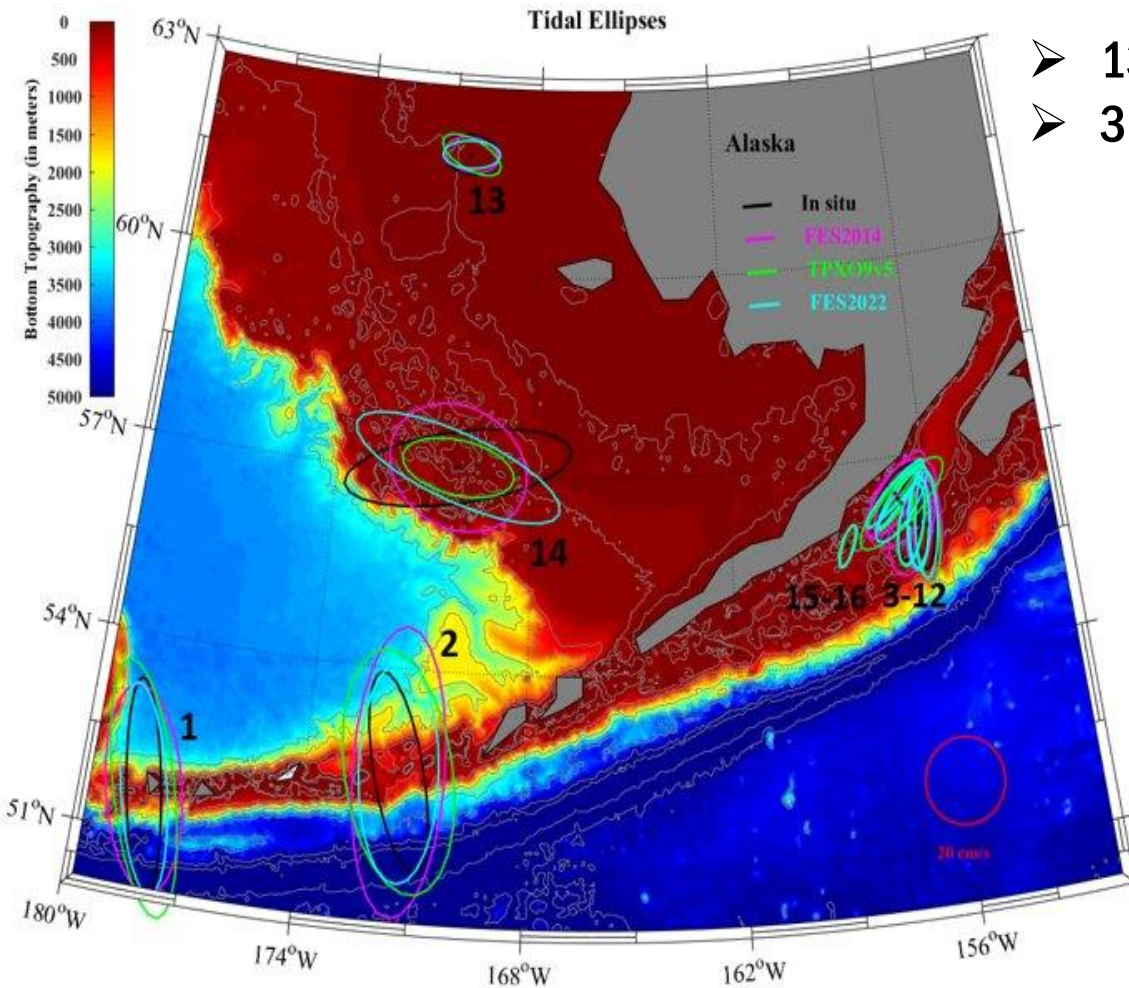 Tidal Ellipses
➢ 13
➢ 3
Bottom Topography (in meters)
0
500
1000
1500
2000
2500
3000
3500
4000
4500
5000
63°N
60°N
57°N
54°N
51°N
Alaska
In situ
FES2014
TPXO9v5
FES2022
13
14
2
1
15-16
3-12
20 cm/s
180°W
174°W
168°W
162°W
156°W